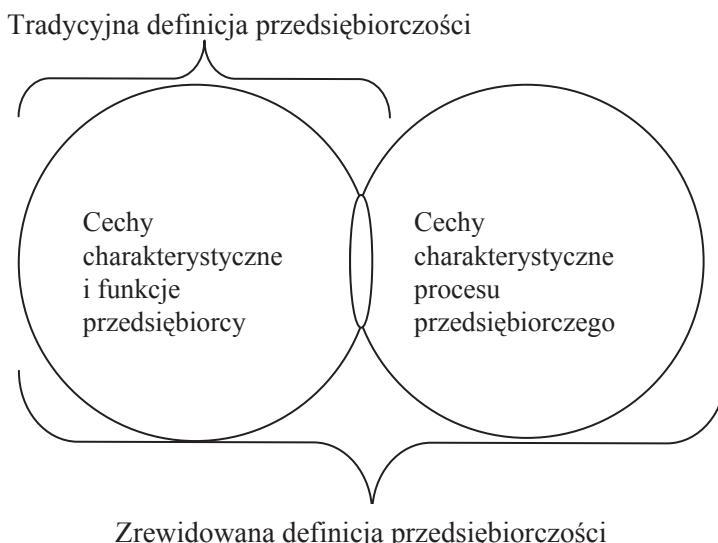 Tradycyjna definicja przedsiębiorczości
Cechy
charakterystyczne
i funkcje
przedsiębiorcy
Cechy
charakterystyczne
procesu
przedsiębiorczego
Zrewidowana definicja przedsiębiorczości